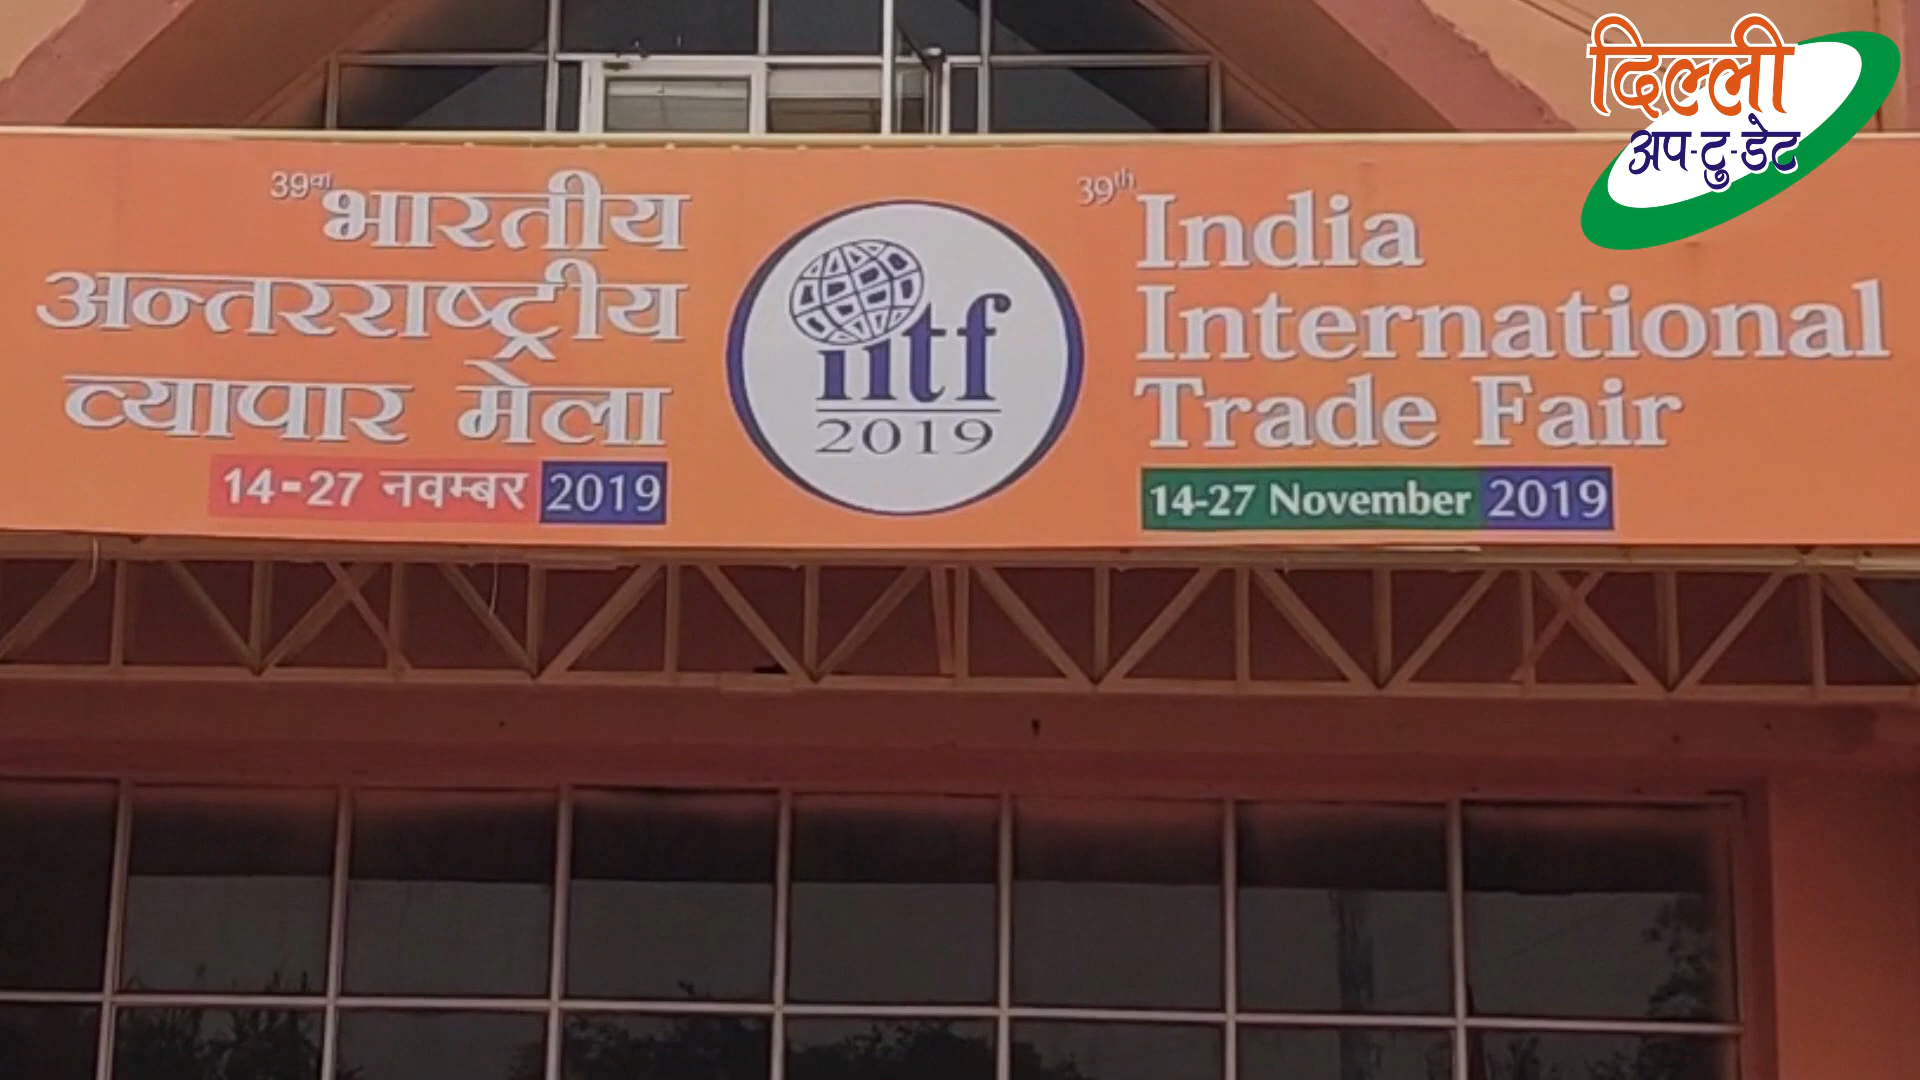 39वां भारतीय
अन्तरराष्ट्रीय
व्यापार मेला
14-27 नवम्बर 2019
iitf
2019
39th India
International
Trade Fair
14-27 November 2019
दिल्ली
अप-टु-डेट